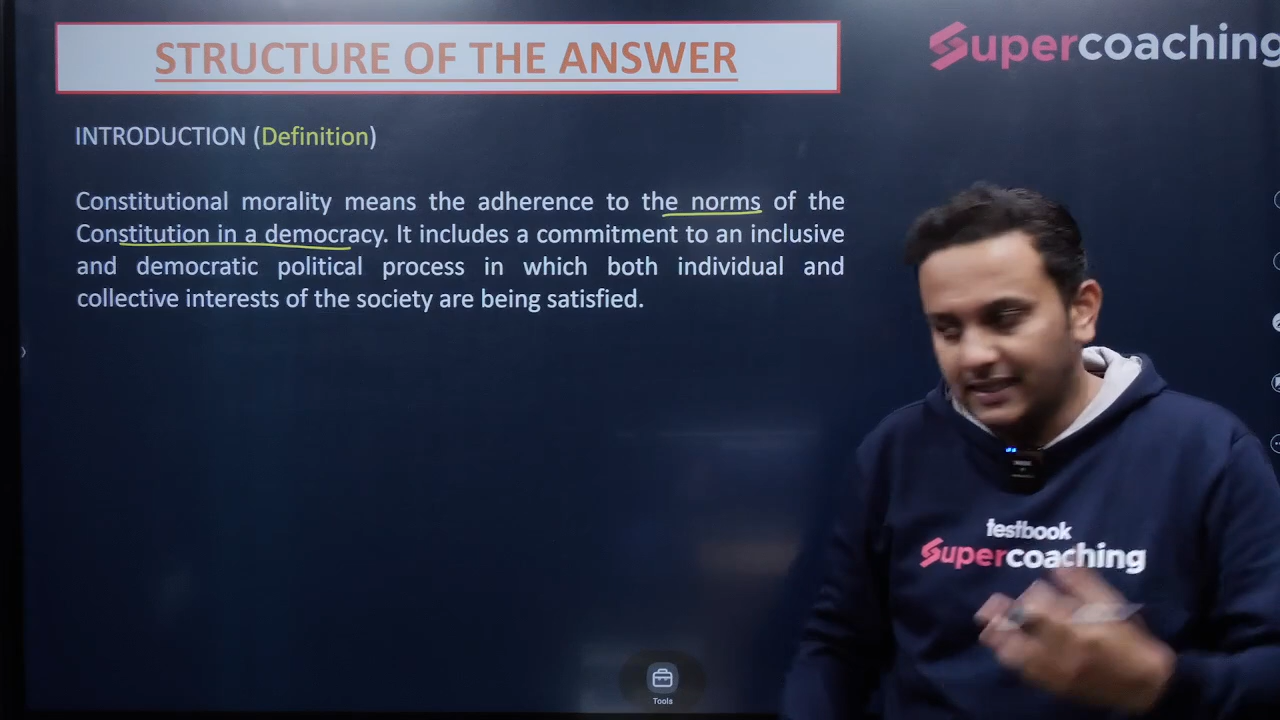 STRUCTURE OF THE ANSWER
Supercoaching
INTRODUCTION (Definition)
Constitutional morality means the adherence to the norms of the
Constitution in a democracy. It includes a commitment to an inclusive
and democratic political process in which both individual and
collective interests of the society are being satisfied.
testbook
Supercoaching
Tools